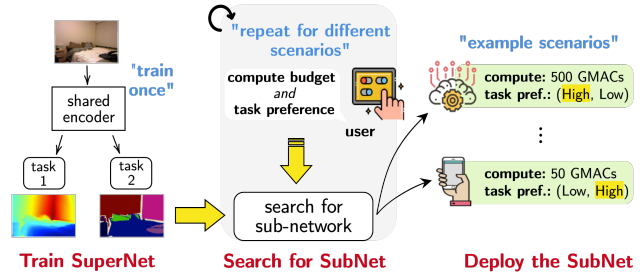 "train
once"
shared
encoder
task
1
task
2
Train SuperNet
"repeat for different
scenarios"
compute budget
and
task preference
user
search for
sub-network
Search for SubNet
"example scenarios"
compute: 500 GMACs
task pref.: (High, Low)
compute: 50 GMACs
task pref.: (Low, High)
Deploy the SubNet